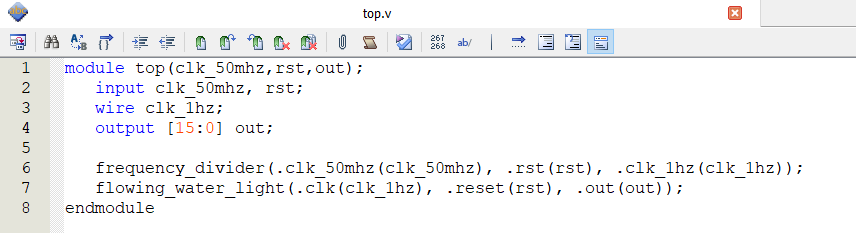 top.v
267
268
ab/
1 module top(clk_50mhz,rst,out);
2 input clk_50mhz, rst;
3 wire clk_1hz;
4 output [15:0] out;
5
6 frequency_divider(.clk_50mhz(clk_50mhz), .rst(rst), .clk_1hz(clk_1hz));
7 flowing_water_light(.clk(clk_1hz), .reset(rst), .out(out));
8 endmodule